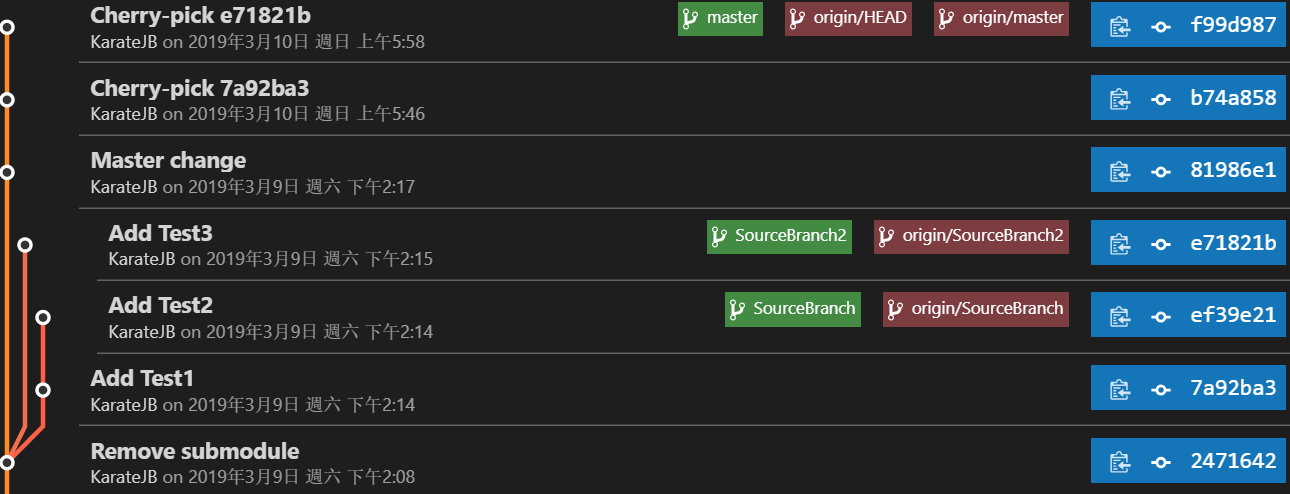 Cherry-pick e71821b master origin/HEAD origin/master f99d987
KarateJB on 2019年3月10日 週日 上午5:58
Cherry-pick 7a92ba3 b74a858
KarateJB on 2019年3月10日 週日 上午5:46
Master change 81986e1
KarateJB on 2019年3月9日 週六 下午2:17
Add Test3 SourceBranch2 origin/SourceBranch2 e71821b
KarateJB on 2019年3月9日 週六 下午2:15
Add Test2 SourceBranch origin/SourceBranch ef39e21
KarateJB on 2019年3月9日 週六 下午2:14
Add Test1 7a92ba3
KarateJB on 2019年3月9日 週六 下午2:14
Remove submodule 2471642
KarateJB on 2019年3月9日 週六 下午2:08